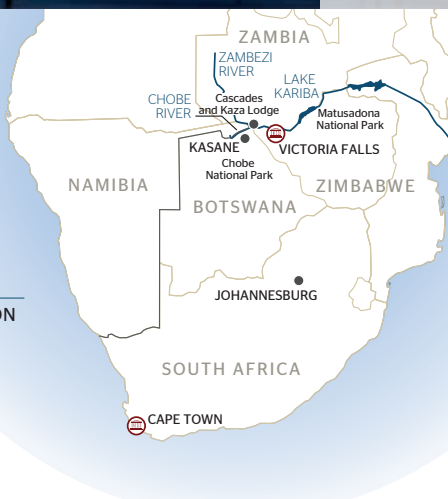 ZAMBIA
ZAMBEZI
RIVER
LAKE
KARIBA
CHOBE
RIVER
Cascades
and Kaza Lodge
Matusadona
National Park
KASANE
VICTORIA FALLS
Chobe
National Park
NAMIBIA
ZIMBABWE
BOTSWANA
JOHANNESBURG
ON
SOUTH AFRICA
CAPE TOWN